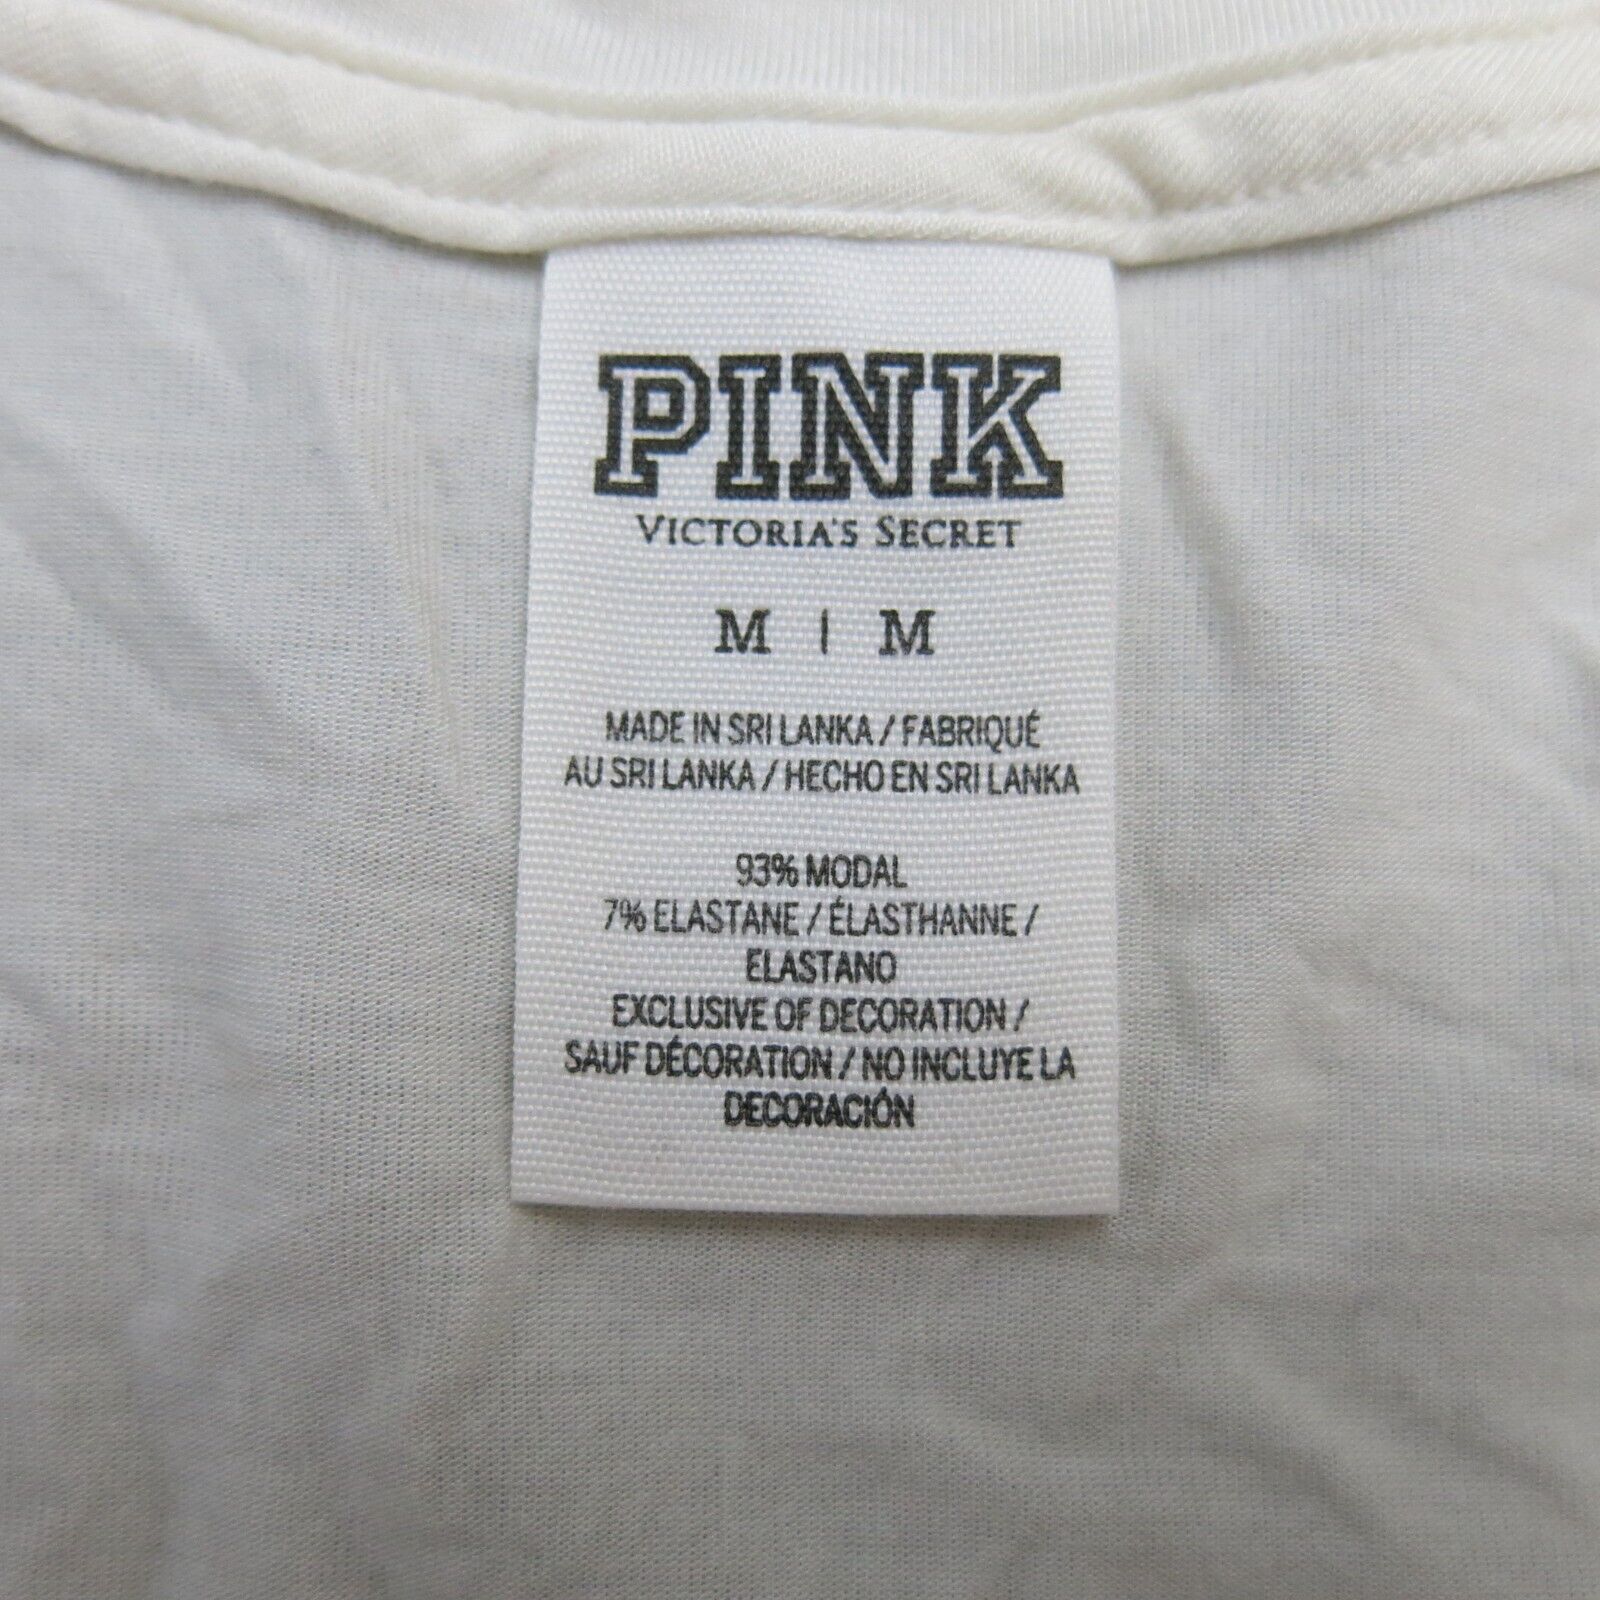 PINK
VICTORIA'S SECRET
M | M
MADE IN SRI LANKA / FABRIQUÉ
AU SRI LANKA / HECHO EN SRI LANKA
93% MODAL
7% ELASTANE / ÉLASTHANNE /
ELASTANO
EXCLUSIVE OF DECORATION /
SAUF DÉCORATION / NO INCLUYE LA
DECORACIÓN